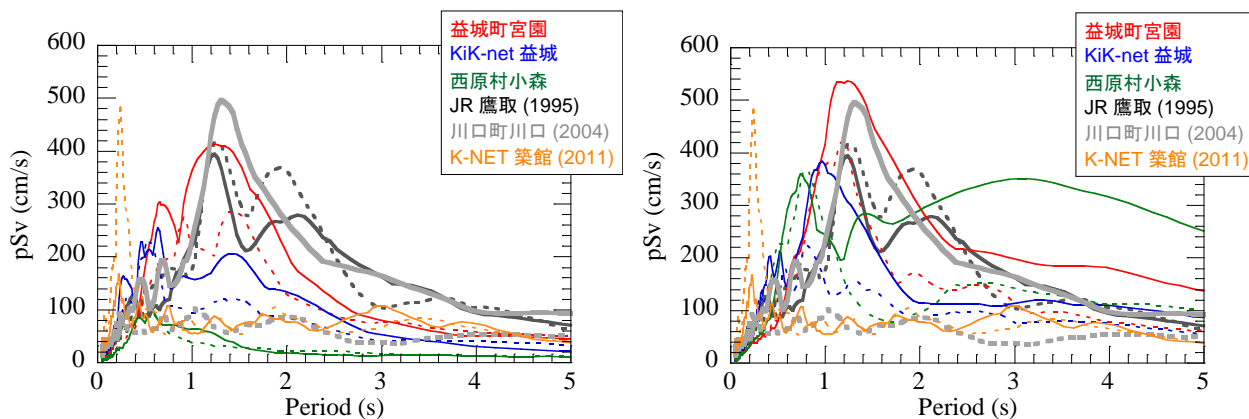 600
500
400
300
200
100
0
pSv (cm/s)
0
1
2
3
4
5
Period (s)
益城町宮園
KiK-net 益城
西原村小森
JR 鷹取 (1995)
川口町川口 (2004)
K-NET 築館 (2011)
600
500
400
300
200
100
0
pSv (cm/s)
0
1
2
3
4
5
Period (s)
益城町宮園
KiK-net 益城
西原村小森
JR 鷹取 (1995)
川口町川口 (2004)
K-NET 築館 (2011)